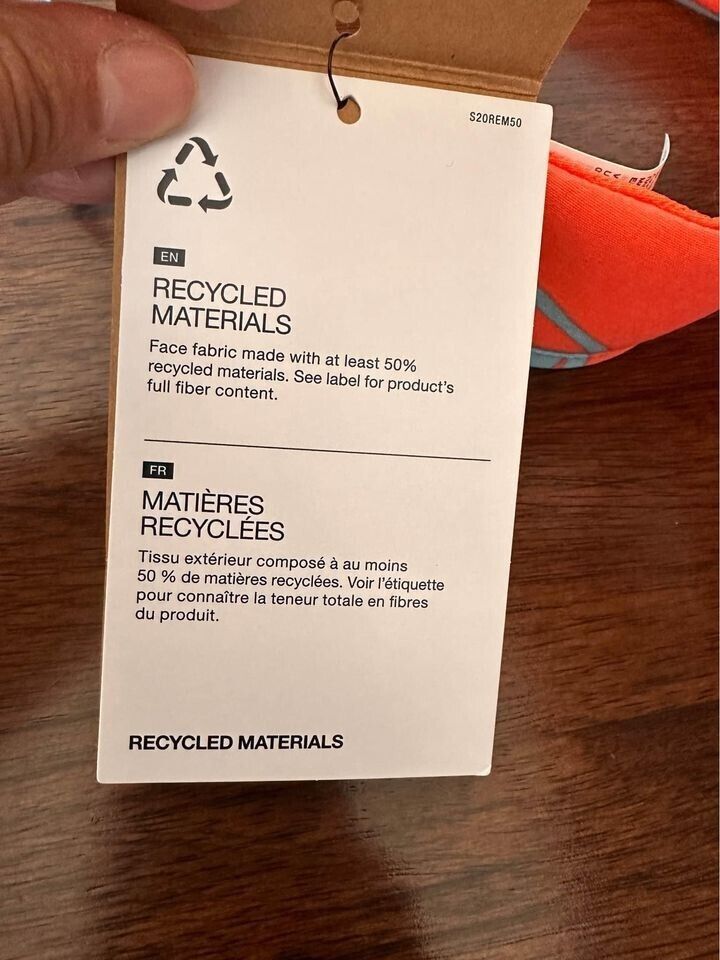 S20REM50
EN
RECYCLED
MATERIALS
Face fabric made with at least 50%
recycled materials. See label for product's
full fiber content.
FR
MATIÈRES
RECYCLÉES
Tissu extérieur composé à au moins
50 % de matières recyclées. Voir l'étiquette
pour connaître la teneur totale en fibres
du produit.
RECYCLED MATERIALS